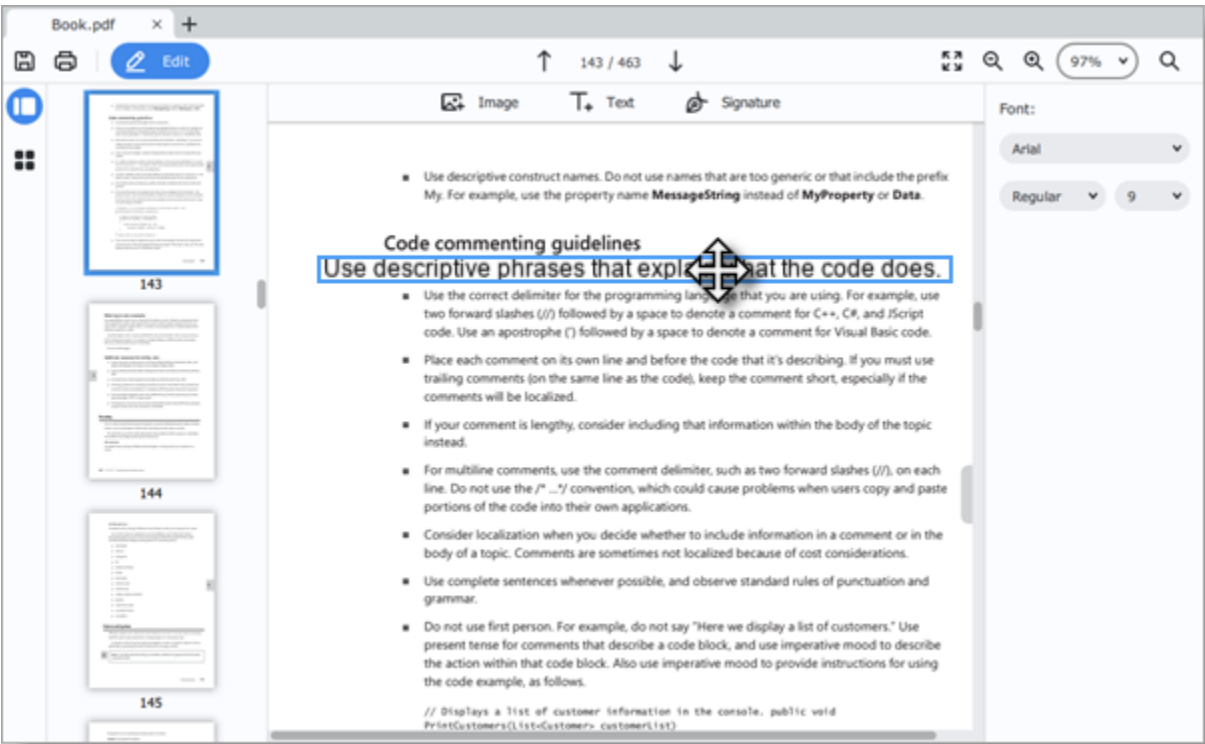 Book.pdf
Edit
143 / 463
97%
Image
Text
Signature
Font:
Arial
Regular
9
143
144
145
Use descriptive construct names. Do not use names that are too generic or that include the prefix
My. For example, use the property name MessageString instead of MyProperty or Data.
Code commenting guidelines
Use descriptive phrases that the code does.
Use the correct delimiter for the programming that you are using. For example, use
two forward slashes (//) followed by a space to denote a comment for C++, C#, and JScript
code. Use an apostrophe (') followed by a space to denote a comment for Visual Basic code.
Place each comment on its own line and before the code that it's describing. If you must use
trailing comments (on the same line as the code), keep the comment short, especially if the
comments will be localized.
If your comment is lengthy, consider including that information within the body of the topic
instead.
For multiline comments, use the comment delimiter, such as two forward slashes (//), on each
line. Do not use the /* ...*/ convention, which could cause problems when users copy and paste
portions of the code into their own applications.
Consider localization when you decide whether to include information in a comment or in the
body of a topic. Comments are sometimes not localized because of cost considerations.
Use complete sentences whenever possible, and observe standard rules of punctuation and
grammar.
Do not use first person. For example, do not say "Here we display a list of customers." Use
present tense for comments that describe a code block, and use imperative mood to describe
the action within that code block. Also use imperative mood to provide instructions for using
the code example, as follows.
// Displays a list of customer information in the console. public void
PrintCustomers(List<Customer> customerList)